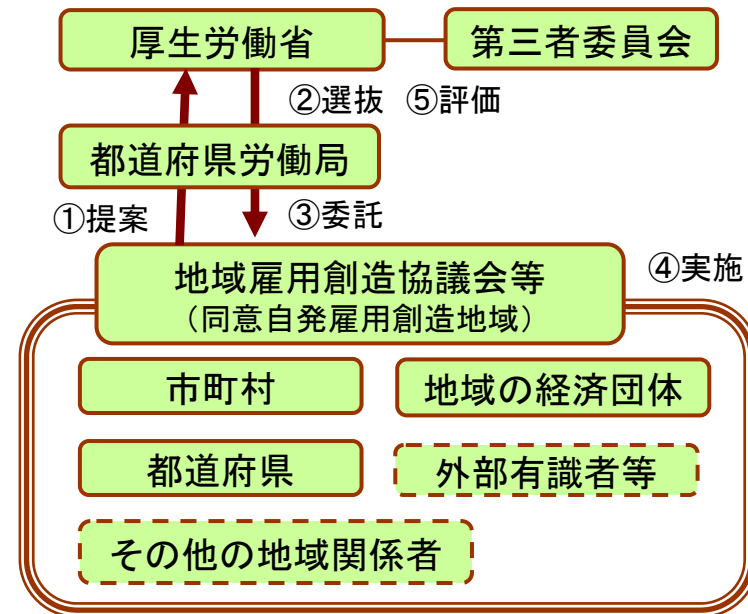 厚生労働省
第三者委員会
②選抜 ⑤評価
都道府県労働局
①提案
③委託
地域雇用創造協議会等
（同意自発雇用創造地域）
④実施
市町村
地域の経済団体
都道府県
外部有識者等
その他の地域関係者